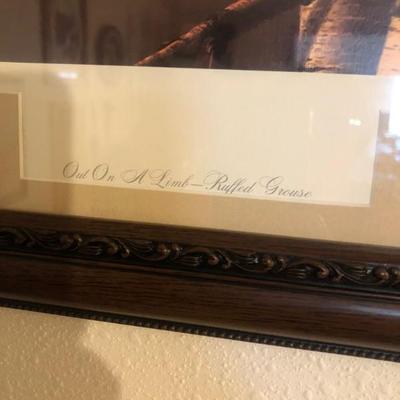 Out On A Limb — Ruffed Grouse